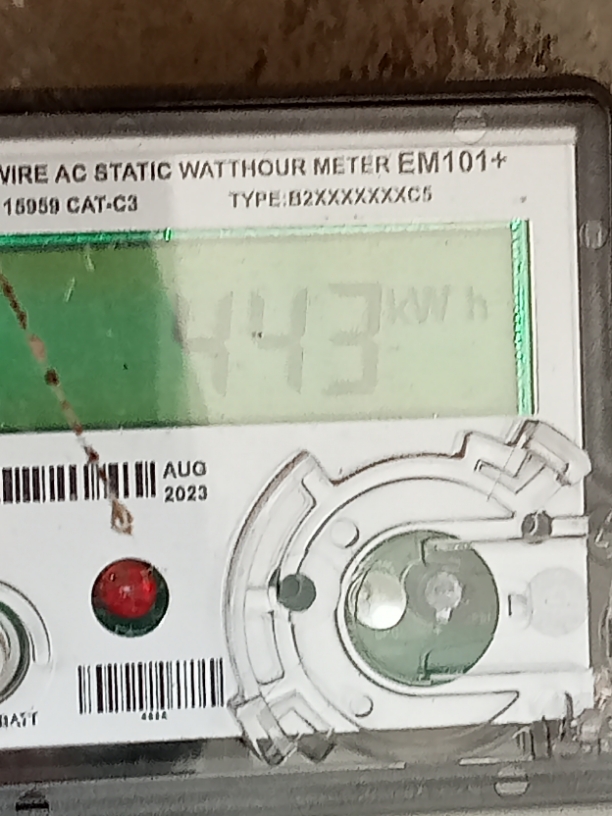 WIRE AC STATIC WATTHOUR METER EM101+
15959 CAT-C3 TYPE:B2XXXXXXXC5
443 kW h
AUG
2023
BATT